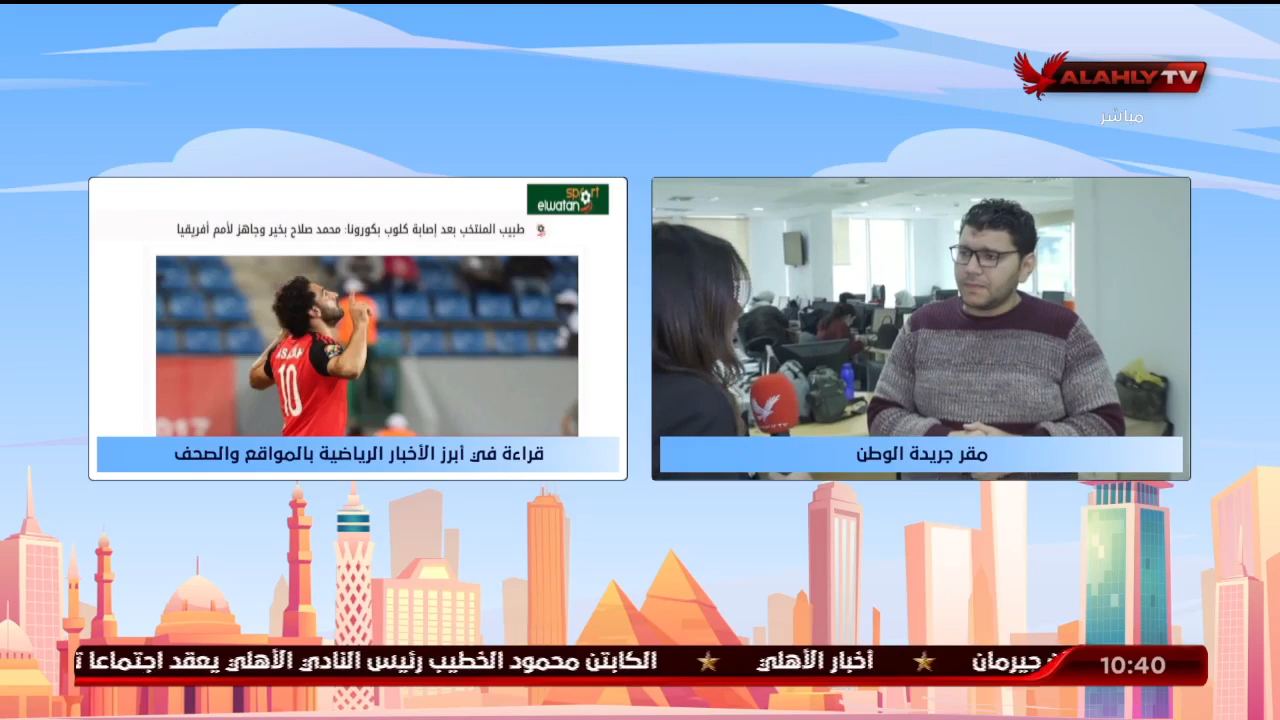 ALAHLY TV
مباشر
sport
elwatan
طبيب المنتخب بعد إصابة كلوب بكورونا: محمد صلاح بخير وجاهز لأمم أفريقيا
M.SALAH
10
2017
قراءة في أبرز الأخبار الرياضية بالمواقع والصحف
مقر جريدة الوطن
جيرمان ★ أخبار الأهلي ★ الكابتن محمود الخطيب رئيس النادي الأهلي يعقد اجتماعا
10:40